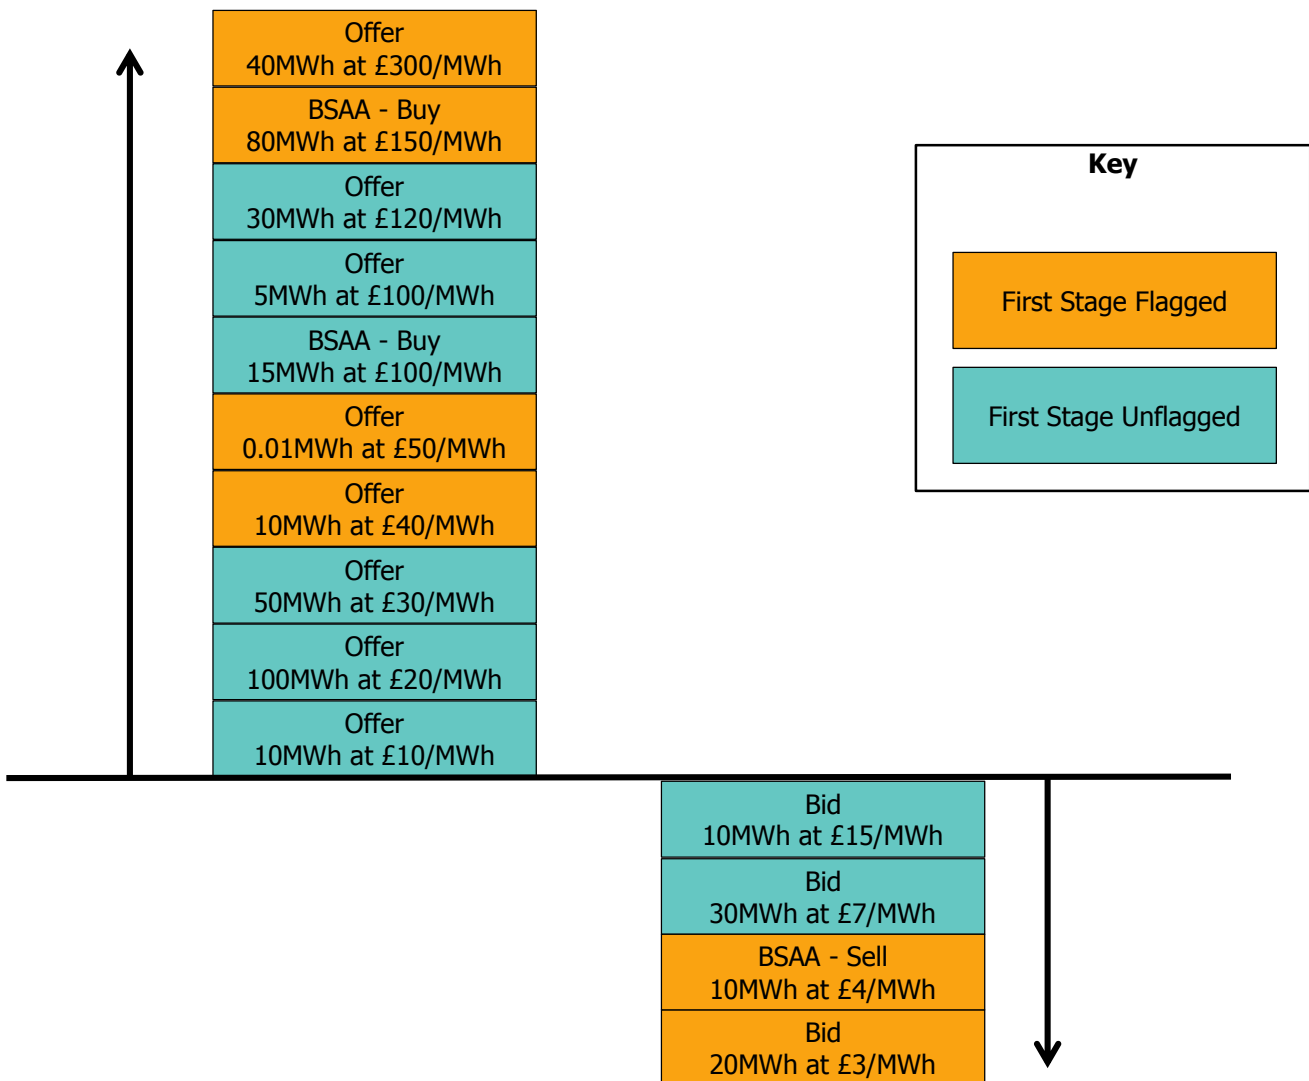 Offer
40MWh at £300/MWh
BSAA - Buy
80MWh at £150/MWh
Offer
30MWh at £120/MWh
Offer
5MWh at £100/MWh
BSAA - Buy
15MWh at £100/MWh
Offer
0.01MWh at £50/MWh
Offer
10MWh at £40/MWh
Offer
50MWh at £30/MWh
Offer
100MWh at £20/MWh
Offer
10MWh at £10/MWh
Key
First Stage Flagged
First Stage Unflagged
Bid
10MWh at £15/MWh
Bid
30MWh at £7/MWh
BSAA - Sell
10MWh at £4/MWh
Bid
20MWh at £3/MWh